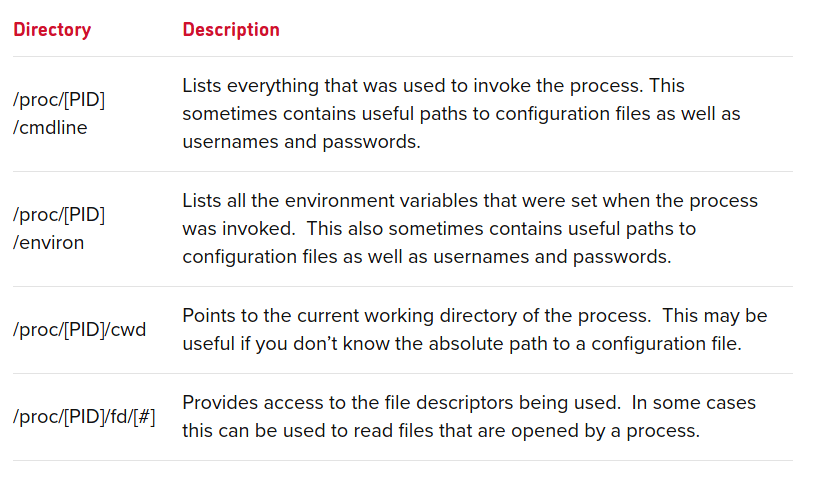 Directory Description
/proc/[PID]
/cmdline
Lists everything that was used to invoke the process. This
sometimes contains useful paths to configuration files as well as
usernames and passwords.
/proc/[PID]
/environ
Lists all the environment variables that were set when the process
was invoked.  This also sometimes contains useful paths to
configuration files as well as usernames and passwords.
/proc/[PID]/cwd
Points to the current working directory of the process.  This may be
useful if you don’t know the absolute path to a configuration file.
/proc/[PID]/fd/[#]
Provides access to the file descriptors being used.  In some cases
this can be used to read files that are opened by a process.